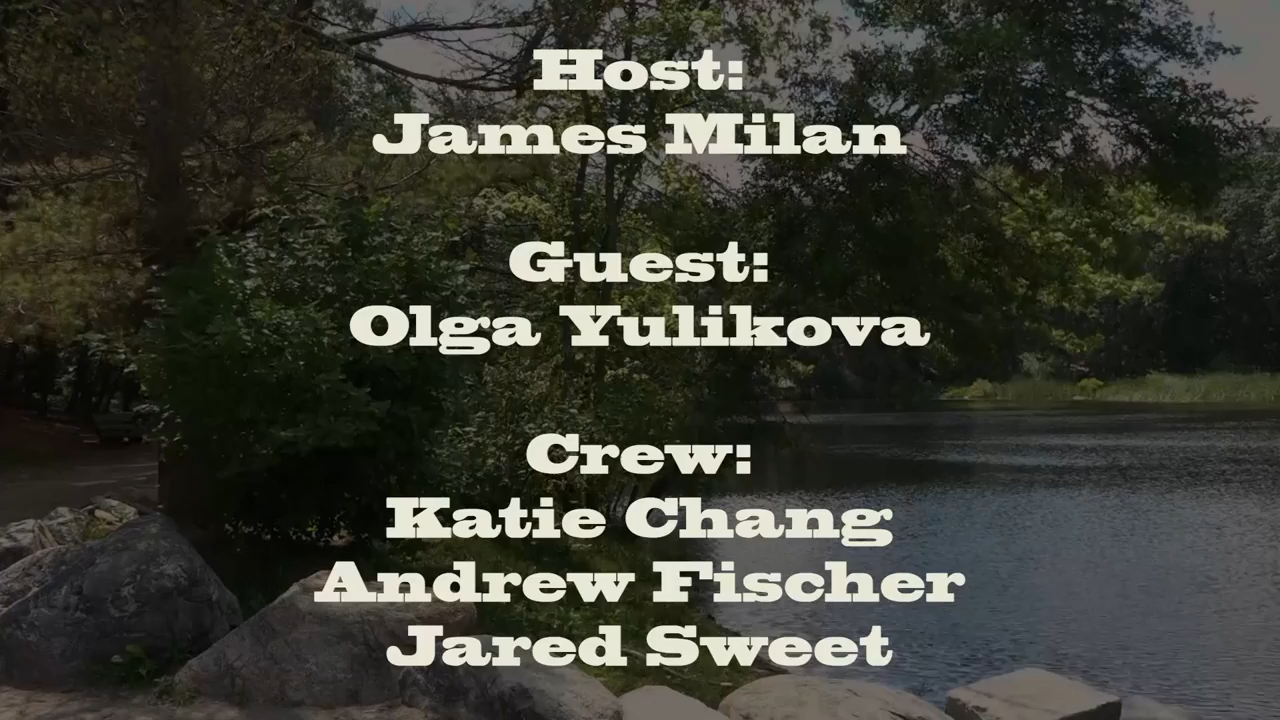 Host:
James Milan
Guest:
Olga Yulikova
Crew:
Katie Chang
Andrew Fischer
Jared Sweet